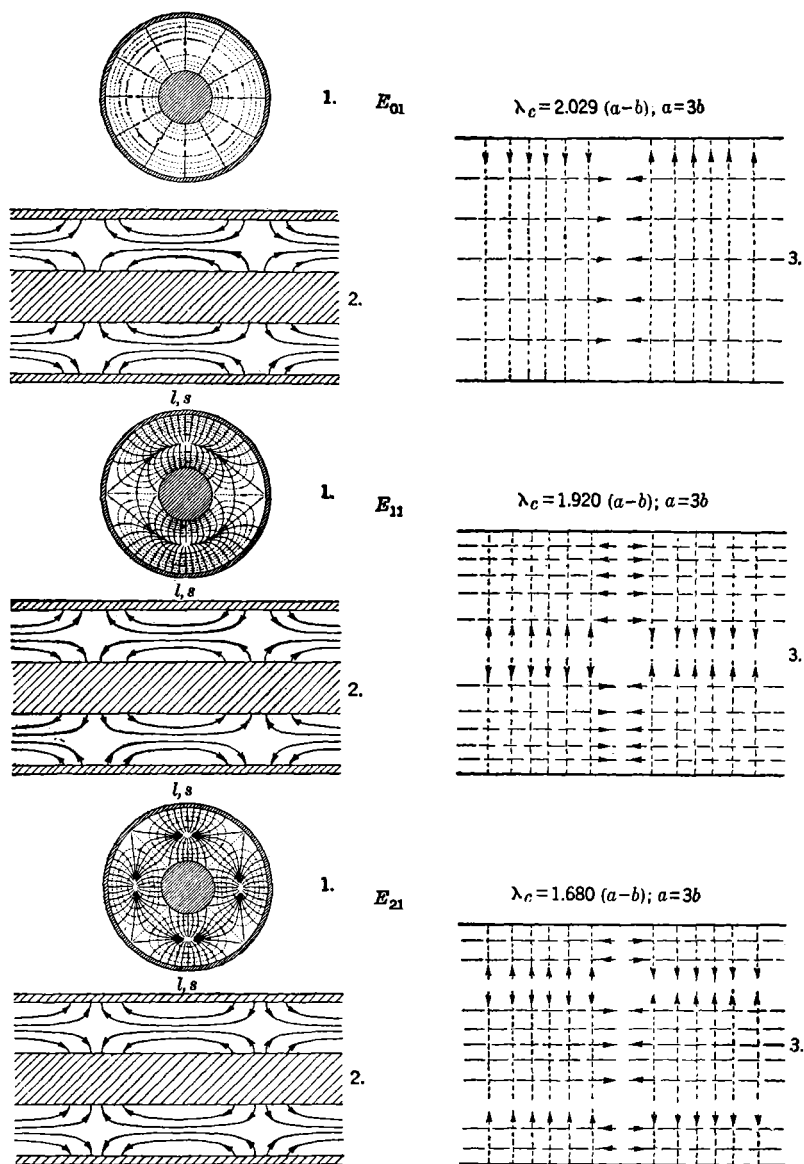 1. E₀₁ λc=2.029 (a-b); a=3b
2.
3.
l, s
1. E₁₁ λc=1.920 (a-b); a=3b
l, s
2.
3.
l, s
1. E₂₁ λc=1.680 (a-b); a=3b
l, s
2.
3.